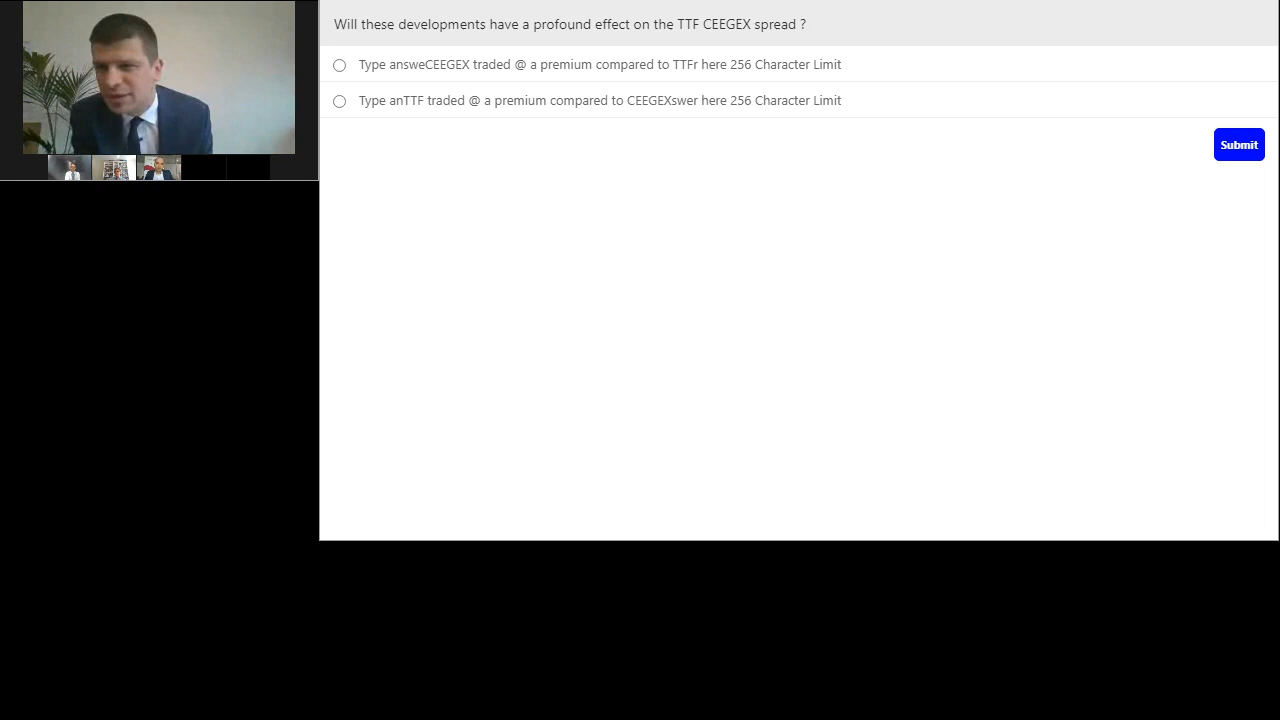 Will these developments have a profound effect on the TTF CEEGEX spread ?
Type answeCEEGEX traded @ a premium compared to TTFr here 256 Character Limit
Type anTTF traded @ a premium compared to CEEGEXswer here 256 Character Limit
Submit